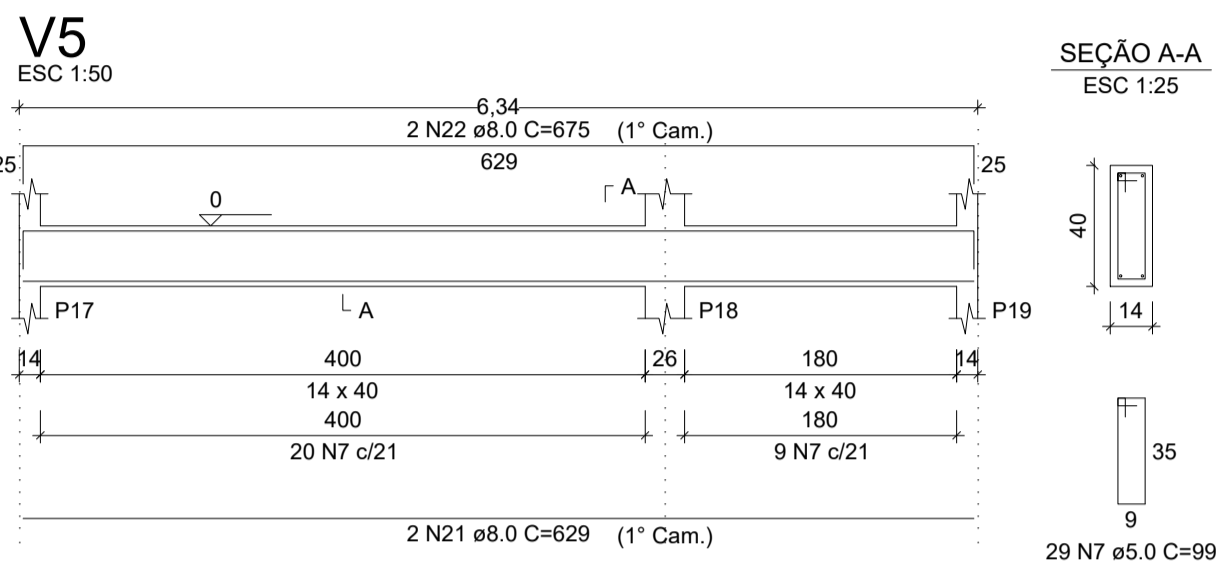 V5
ESC 1:50
SEÇÃO A-A
ESC 1:25
6,34
2 N22 ø8.0 C=675 (1° Cam.)
25
629
25
A
0
40
P17
A
P18
P19
14
14
400
26
180
14
14 x 40
14 x 40
400
180
20 N7 c/21
9 N7 c/21
35
9
2 N21 ø8.0 C=629 (1° Cam.)
29 N7 ø5.0 C=99